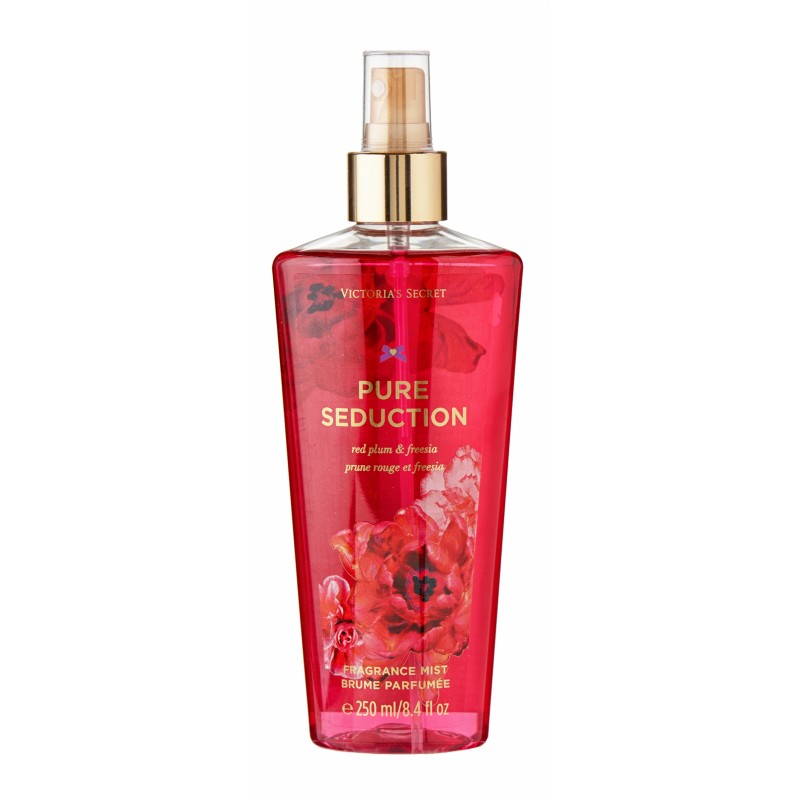 VICTORIA'S SECRET
PURE
SEDUCTION
red plum & freesia
prune rouge et freesia
FRAGRANCE MIST
BRUME PARFUMÉE
℮ 250 ml/8.4 fl oz